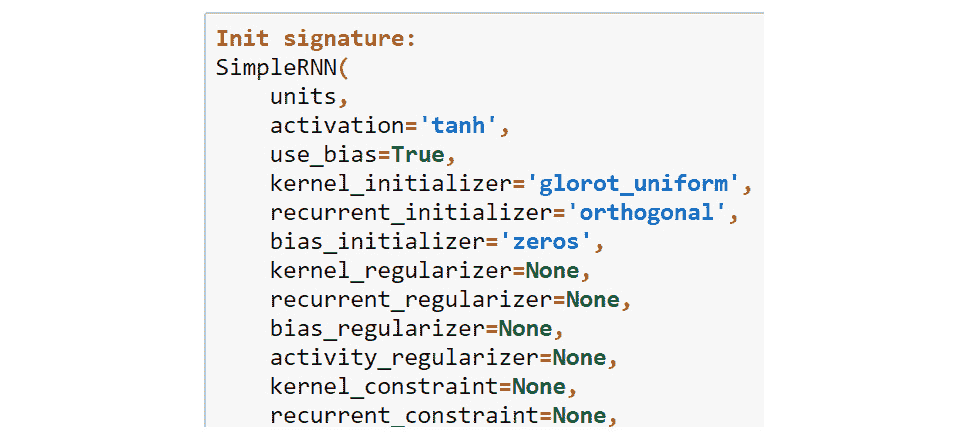 Init signature:
SimpleRNN(
    units,
    activation='tanh',
    use_bias=True,
    kernel_initializer='glorot_uniform',
    recurrent_initializer='orthogonal',
    bias_initializer='zeros',
    kernel_regularizer=None,
    recurrent_regularizer=None,
    bias_regularizer=None,
    activity_regularizer=None,
    kernel_constraint=None,
    recurrent_constraint=None,